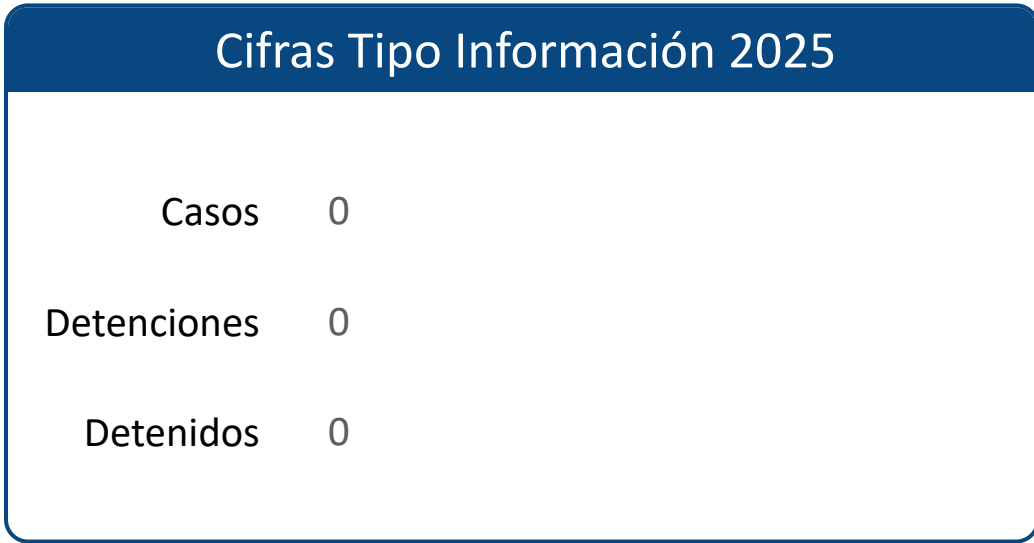 Cifras Tipo Información 2025
Casos 0
Detenciones 0
Detenidos 0